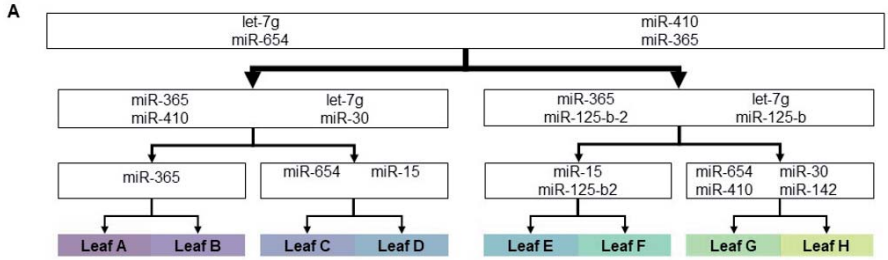 A
let-7g miR-410
miR-654 miR-365
miR-365 let-7g
miR-410 miR-30
miR-365 let-7g
miR-125-b-2 miR-125-b
miR-365
miR-654 miR-15
miR-15
miR-125-b2
miR-654 miR-30
miR-410 miR-142
Leaf A Leaf B Leaf C Leaf D Leaf E Leaf F Leaf G Leaf H